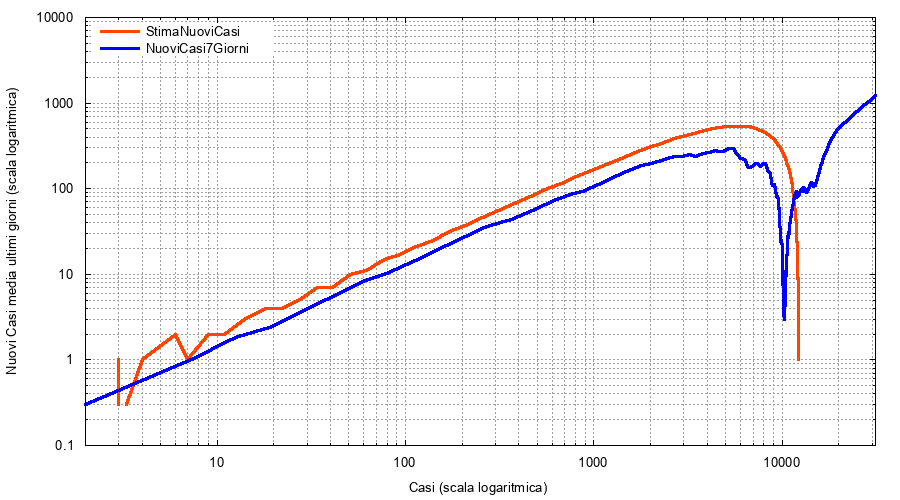 StimaNuoviCasi
NuoviCasi7Giorni
10000
1000
100
10
1
0.1
Nuovi Casi media ultimi giorni (scala logaritmica)
10
100
1000
10000
Casi (scala logaritmica)